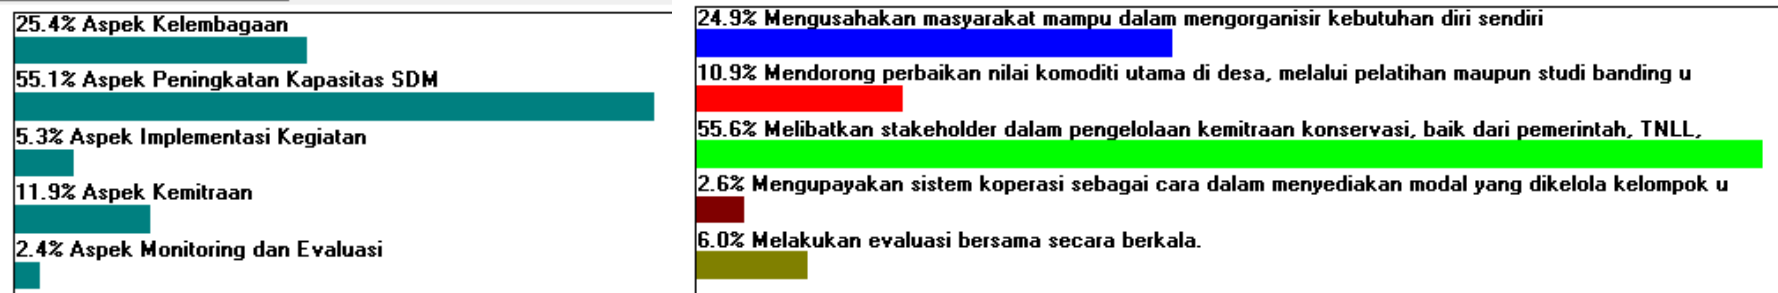 25.4% Aspek Kelembagaan
55.1% Aspek Peningkatan Kapasitas SDM
5.3% Aspek Implementasi Kegiatan
11.9% Aspek Kemitraan
2.4% Aspek Monitoring dan Evaluasi
24.9% Mengusahakan masyarakat mampu dalam mengorganisir kebutuhan diri sendiri
10.9% Mendorong perbaikan nilai komoditi utama di desa, melalui pelatihan maupun studi banding u
55.6% Melibatkan stakeholder dalam pengelolaan kemitraan konservasi, baik dari pemerintah, TNLL,
2.6% Mengupayakan sistem koperasi sebagai cara dalam menyediakan modal yang dikelola kelompok u
6.0% Melakukan evaluasi bersama secara berkala.